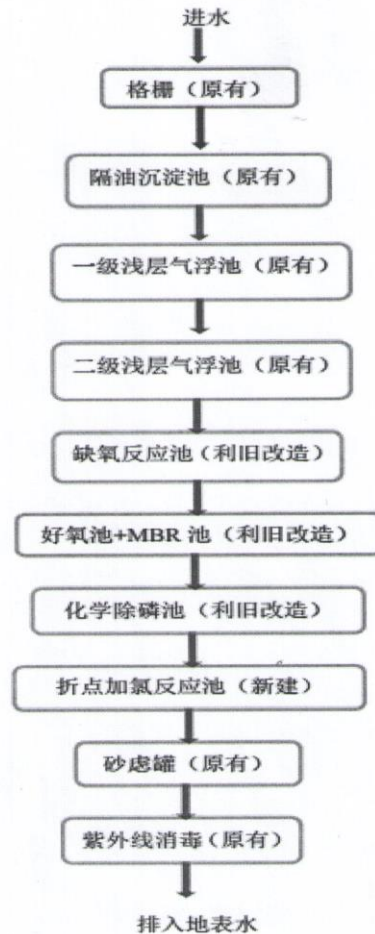 进水
格栅（原有）
隔油沉淀池（原有）
一级浅层气浮池（原有）
二级浅层气浮池（原有）
缺氧反应池（利旧改造）
好氧池+MBR 池（利旧改造）
化学除磷池（利旧改造）
折点加氯反应池（新建）
砂虑罐（原有）
紫外线消毒（原有）
排入地表水